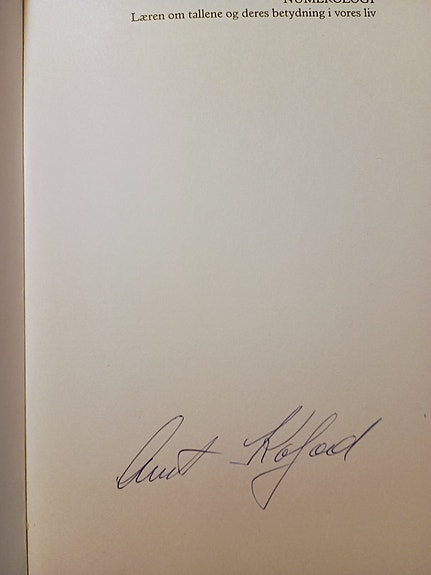 NUMEROLOGI
Læren om tallene og deres betydning i vores liv
Kofod